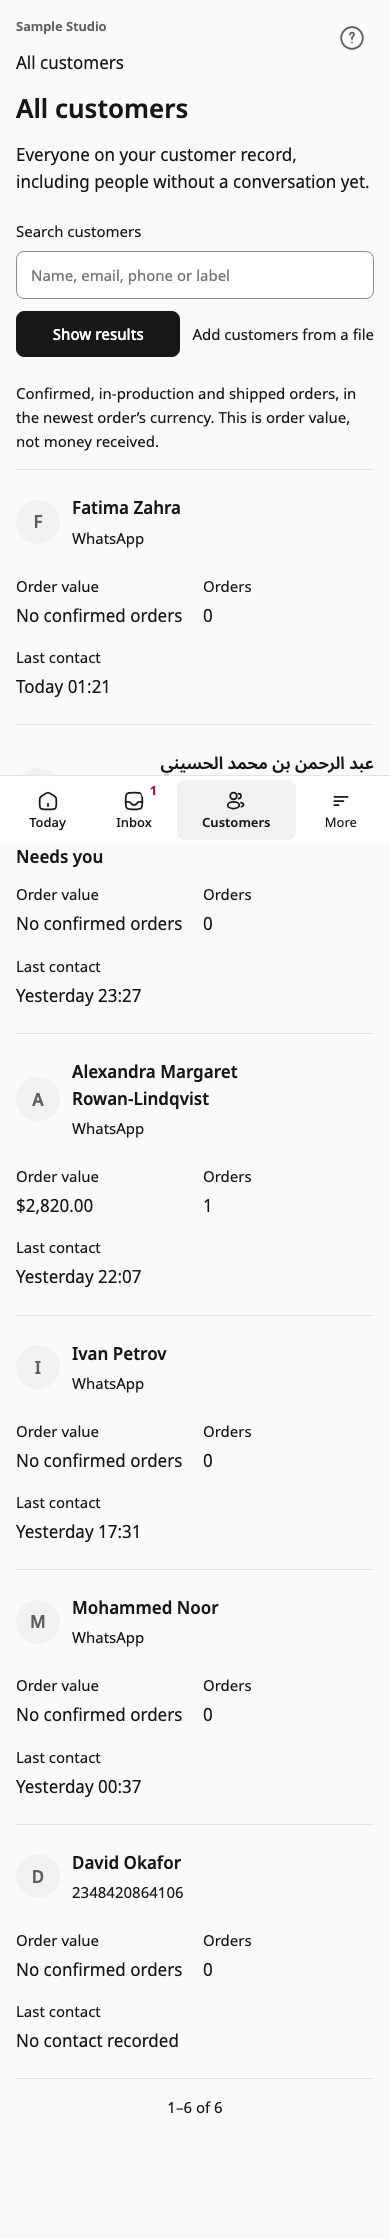 Sample Studio
All customers
All customers
Everyone on your customer record,
including people without a conversation yet.
Search customers
Name, email, phone or label
Show results
Add customers from a file
Confirmed, in-production and shipped orders, in
the newest order’s currency. This is order value,
not money received.
F
Fatima Zahra
WhatsApp
Order value
Orders
No confirmed orders
0
Last contact
Today 01:21
عبد الرحمن بن محمد الحسيني
1
Today
Inbox
Customers
More
Needs you
Order value
Orders
No confirmed orders
0
Last contact
Yesterday 23:27
A
Alexandra Margaret
Rowan-Lindqvist
WhatsApp
Order value
Orders
$2,820.00
1
Last contact
Yesterday 22:07
I
Ivan Petrov
WhatsApp
Order value
Orders
No confirmed orders
0
Last contact
Yesterday 17:31
M
Mohammed Noor
WhatsApp
Order value
Orders
No confirmed orders
0
Last contact
Yesterday 00:37
D
David Okafor
2348420864106
Order value
Orders
No confirmed orders
0
Last contact
No contact recorded
1–6 of 6